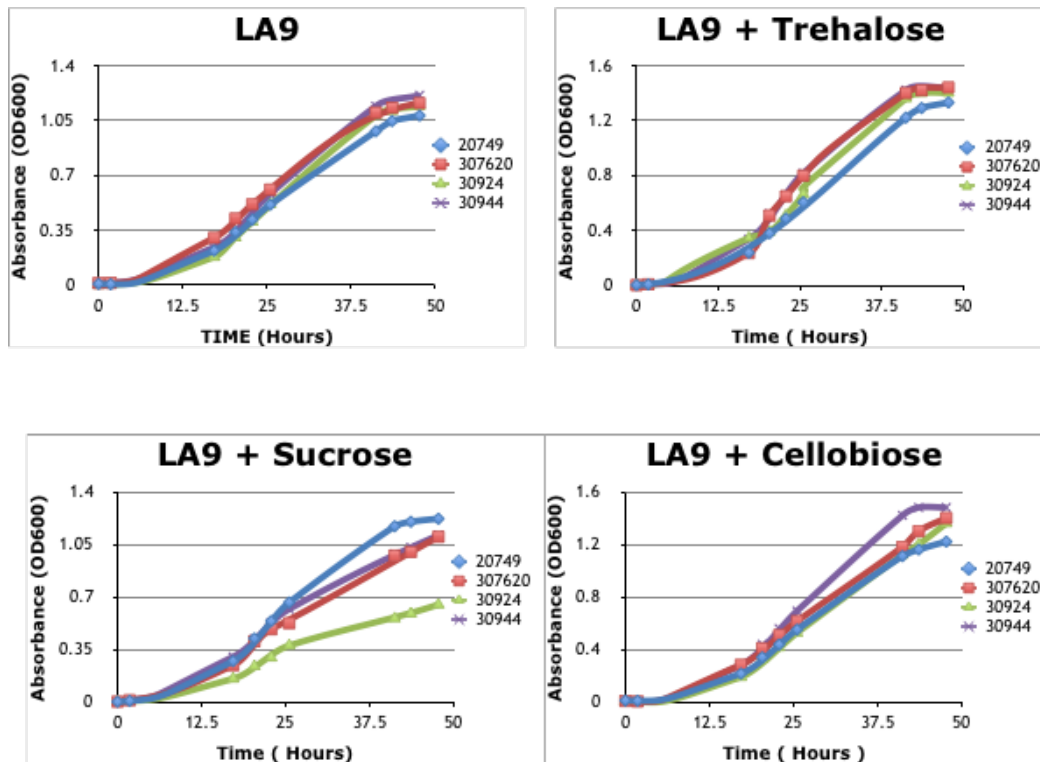 LA9
Absorbance (OD600)
1.4
1.05
0.7
0.35
0
0 12.5 25 37.5 50
TIME (Hours)
20749
307620
30924
30944
LA9 + Trehalose
Absorbance (OD600)
1.6
1.2
0.8
0.4
0
0 12.5 25 37.5 50
Time ( Hours)
20749
307620
30924
30944
LA9 + Sucrose
Absorbance (OD600)
1.4
1.05
0.7
0.35
0
0 12.5 25 37.5 50
Time ( Hours)
20749
307620
30924
30944
LA9 + Cellobiose
Absorbance (OD600)
1.6
1.2
0.8
0.4
0
0 12.5 25 37.5 50
Time ( Hours )
20749
307620
30924
30944